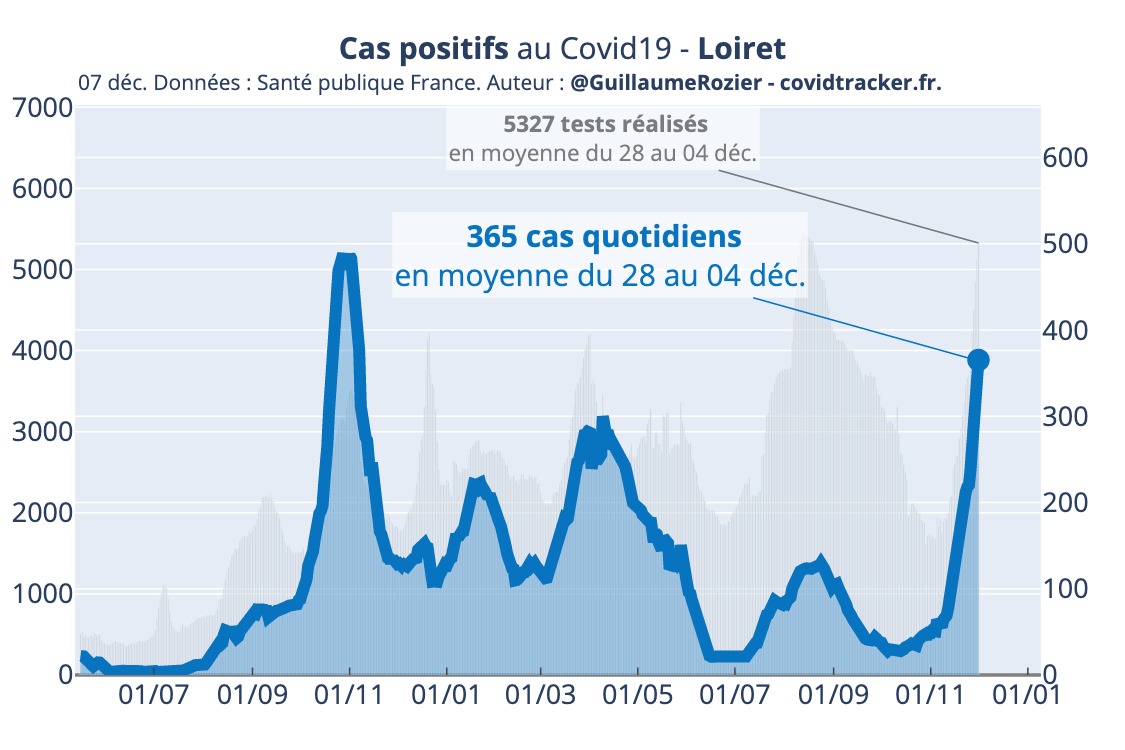 Cas positifs au Covid19 - Loiret
07 déc. Données : Santé publique France. Auteur : @GuillaumeRozier - covidtracker.fr.
7000
5327 tests réalisés
en moyenne du 28 au 04 déc.
600
6000
365 cas quotidiens
500
5000
en moyenne du 28 au 04 déc.
400
4000
300
3000
200
2000
100
1000
0
0
01/07 01/09 01/11 01/01 01/03 01/05 01/07 01/09 01/11 01/01